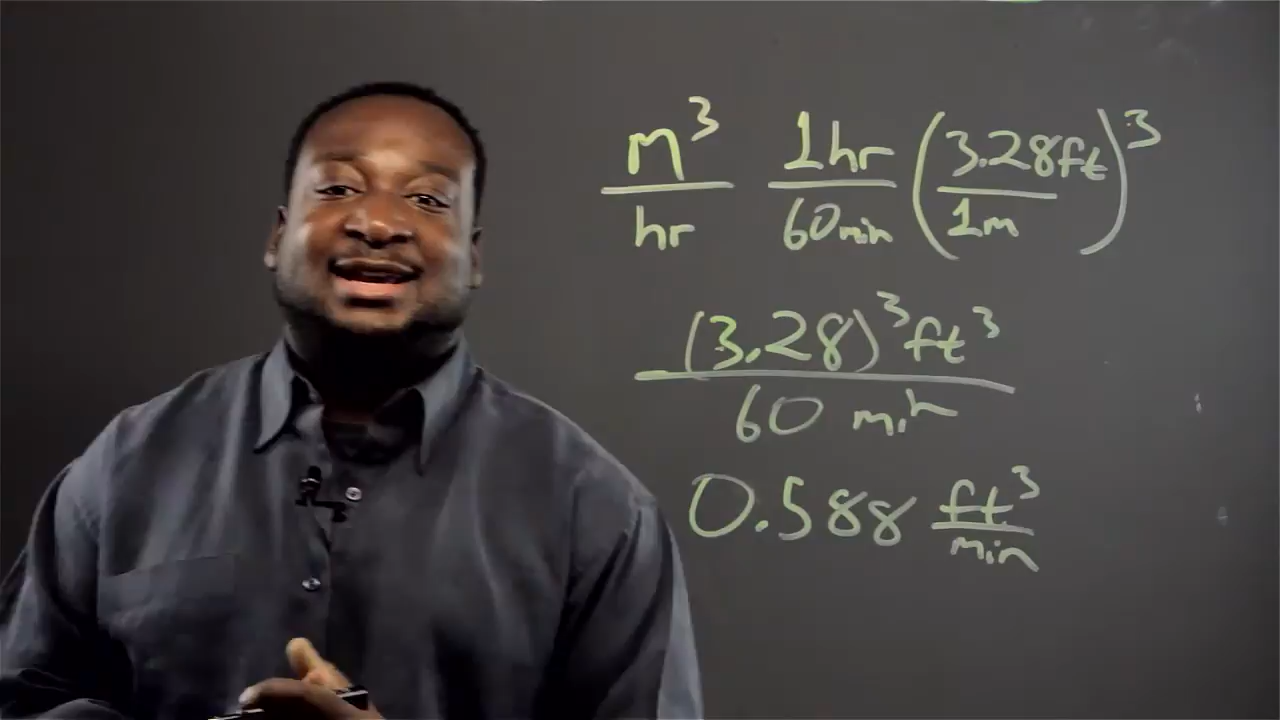 m³ 1hr (3.28ft)³
hr 60min 1m
(3.28)³ft³
60 min
0.588 ft³
min